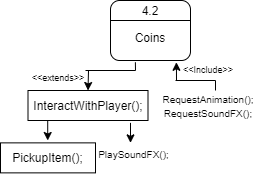 4.2
Coins
<<extends>>
<<Include>>
InteractWithPlayer();
RequestAnimation();
RequestSoundFX();
PickupItem();
PlaySoundFX();